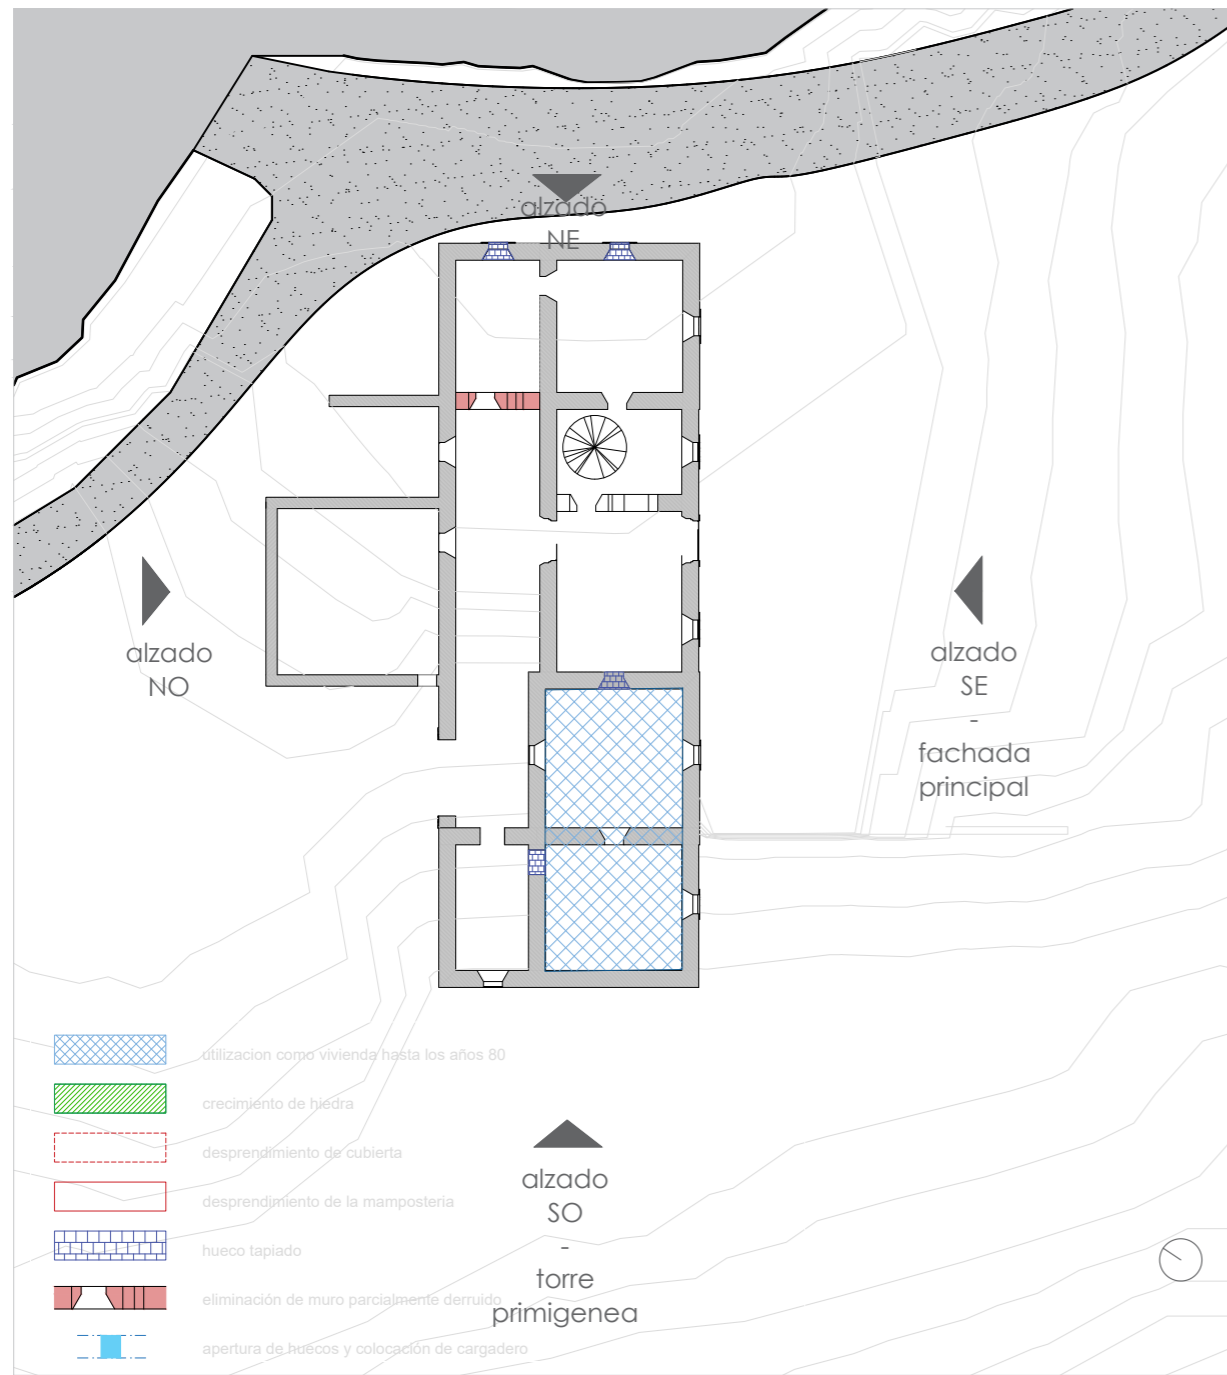 alzado
NE
alzado
NO
alzado
SE
-
fachada
principal
utilizacion como vivienda hasta los años 80
crecimiento de hiedra
desprendimiento de cubierta
desprendimiento de la mamposteria
hueco tapiado
eliminación de muro parcialmente derruido
apertura de huecos y colocación de cargadero
alzado
SO
-
torre
primigenea